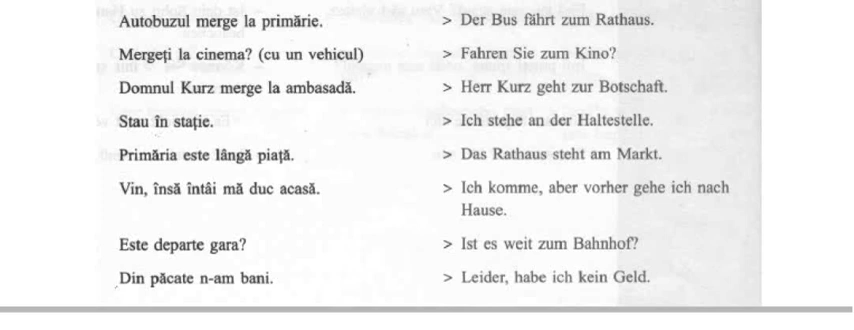 Autobuzul merge la primărie. > Der Bus fährt zum Rathaus.
Mergeți la cinema? (cu un vehicul) > Fahren Sie zum Kino?
Domnul Kurz merge la ambasadă. > Herr Kurz geht zur Botschaft.
Stau în stație. > Ich stehe an der Haltestelle.
Primăria este lângă piață. > Das Rathaus steht am Markt.
Vin, însă întâi mă duc acasă. > Ich komme, aber vorher gehe ich nach
Hause.
Este departe gara? > Ist es weit zum Bahnhof?
Din păcate n-am bani. > Leider, habe ich kein Geld.